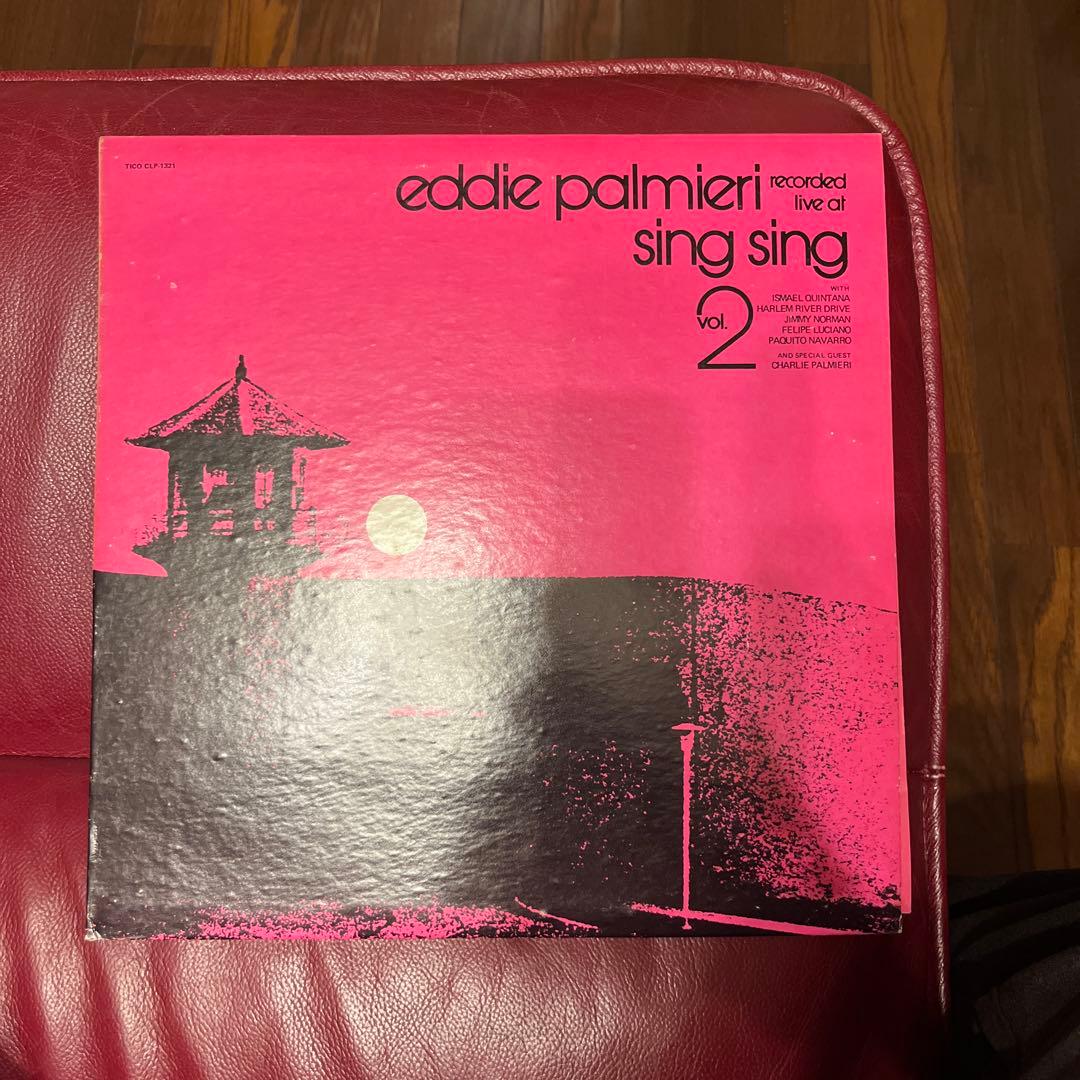 TICO CLP-1321
eddie palmieri
recorded
live at
sing sing
vol. 2
WITH
ISMAEL QUINTANA
HARLEM RIVER DRIVE
JIMMY NORMAN
FELIPE LUCIANO
PAQUITO NAVARRO
AND SPECIAL GUEST
CHARLIE PALMIERI